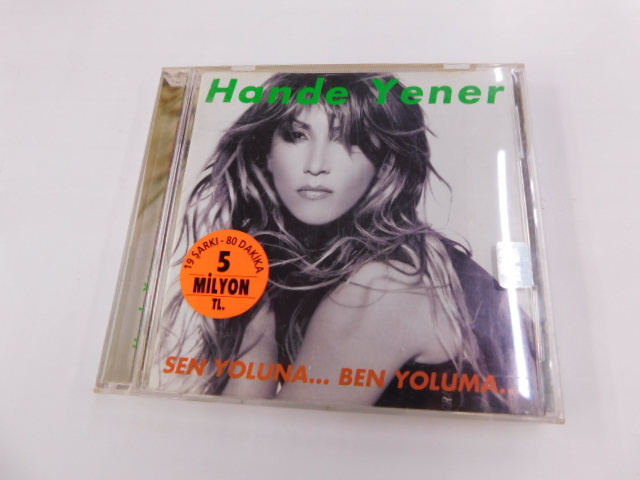 Hande Yener
19 ŞARKI - 80 DAKİKA
5
MİLYON
TL.
SEN YOLUNA... BEN YOLUMA...